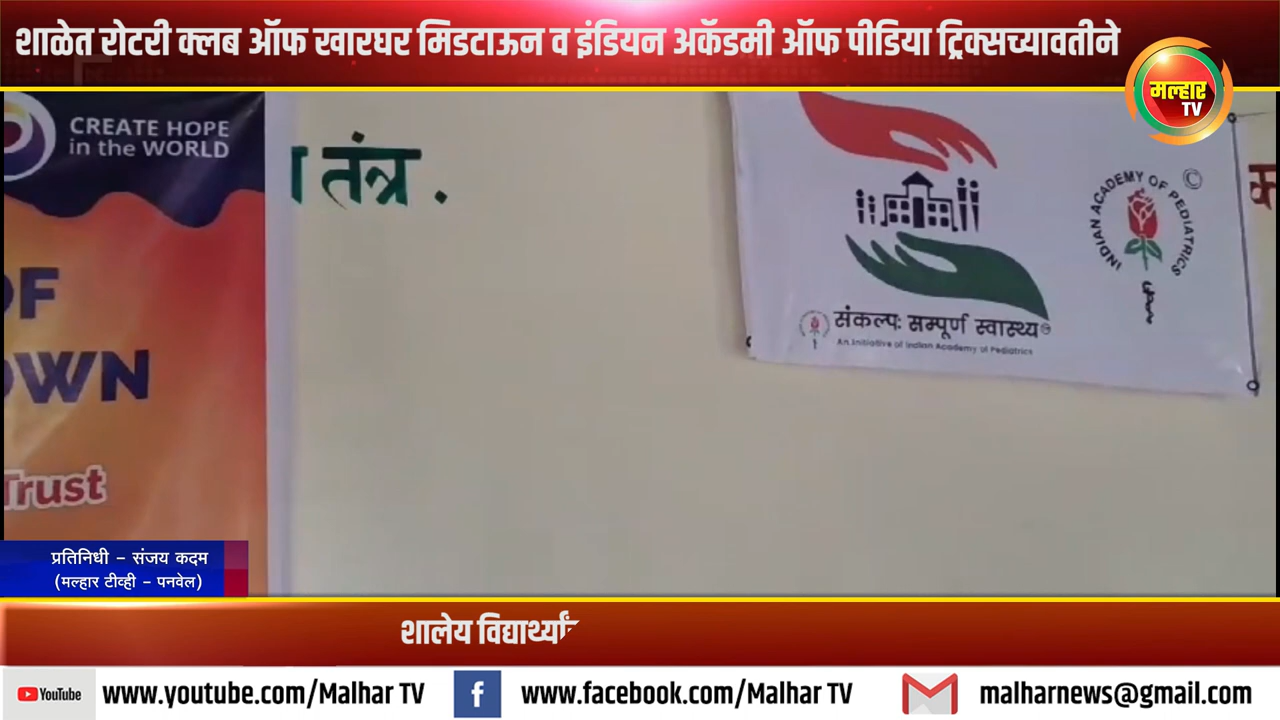 शाळेत रोटरी क्लब ऑफ खारघर मिडटाऊन व इंडियन अकॅडमी ऑफ पीडिया ट्रिक्सच्यावतीने
मल्हार
TV
CREATE HOPE
in the WORLD
तंत्र .
OF
OWN
Trust
INDIAN ACADEMY OF PEDIATRICS
©
संकल्पः सम्पूर्ण स्वास्थ्य
An Initiative of Indian Academy of Pediatrics
प्रतिनिधी - संजय कदम
(मल्हार टीव्ही - पनवेल)
शालेय विद्यार्थ्यां
YouTube
www.youtube.com/Malhar TV
f
www.facebook.com/Malhar TV
malharnews@gmail.com